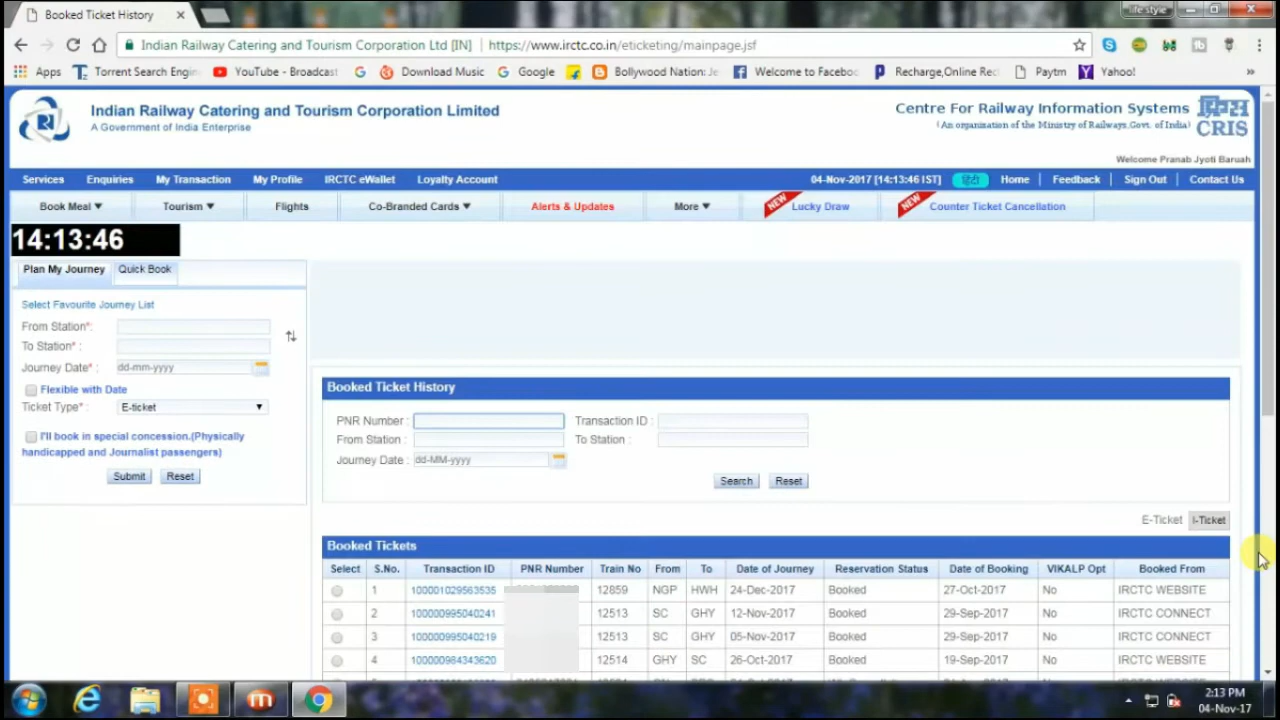 Booked Ticket History
life style
Indian Railway Catering and Tourism Corporation Ltd [IN] https://www.irctc.co.in/eticketing/mainpage.jsf
Apps Torrent Search Engin YouTube - Broadcast Download Music Google Bollywood Nation: Je Welcome to Faceboo Recharge,Online Rec Paytm Yahoo! »
Indian Railway Catering and Tourism Corporation Limited
A Government of India Enterprise
Centre For Railway Information Systems
(An organization of the Ministry of Railways,Govt. of India)
CRIS
Welcome Pranab Jyoti Baruah
Services Enquiries My Transaction My Profile IRCTC eWallet Loyalty Account 04-Nov-2017 [14:13:46 IST] हिंदी Home Feedback Sign Out Contact Us
Book Meal ▼ Tourism ▼ Flights Co-Branded Cards ▼ Alerts & Updates More ▼ NEW Lucky Draw NEW Counter Ticket Cancellation
14:13:46
Plan My Journey Quick Book
Select Favourite Journey List
From Station*:
To Station* :
Journey Date* : dd-mm-yyyy
Flexible with Date
Ticket Type* : E-ticket ▼
I'll book in special concession.(Physically
handicapped and Journalist passengers)
Submit Reset
Booked Ticket History
PNR Number : Transaction ID :
From Station : To Station :
Journey Date : dd-MM-yyyy
Search Reset
E-Ticket I-Ticket
Booked Tickets
Select S.No. Transaction ID PNR Number Train No From To Date of Journey Reservation Status Date of Booking VIKALP Opt Booked From
1 100001029563535 12859 NGP HWH 24-Dec-2017 Booked 27-Oct-2017 No IRCTC WEBSITE
2 100000995040241 12513 SC GHY 12-Nov-2017 Booked 29-Sep-2017 No IRCTC CONNECT
3 100000995040219 12513 SC GHY 05-Nov-2017 Booked 29-Sep-2017 No IRCTC CONNECT
4 100000984343620 12514 GHY SC 26-Oct-2017 Booked 19-Sep-2017 No IRCTC WEBSITE
2:13 PM
04-Nov-17